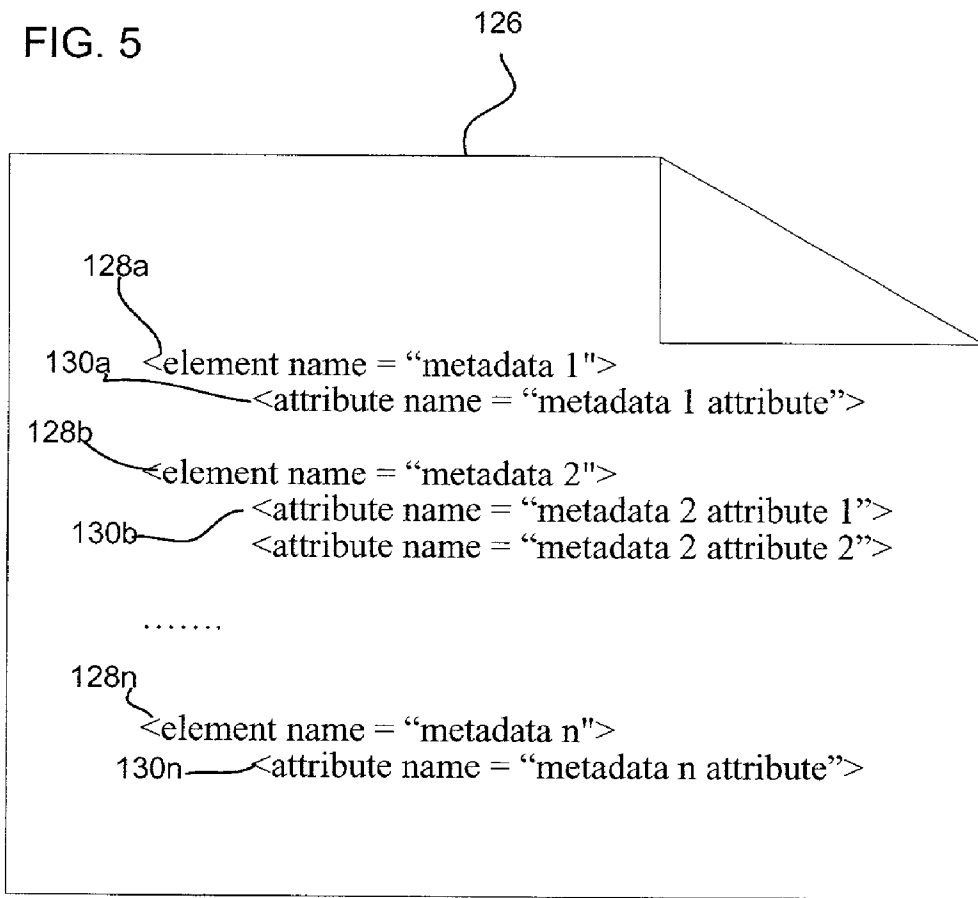 FIG. 5
126
128a
130a
<element name = “metadata 1">
<attribute name = “metadata 1 attribute”>
128b
<element name = “metadata 2">
<attribute name = “metadata 2 attribute 1”>
130b
<attribute name = “metadata 2 attribute 2”>
.......
128n
<element name = “metadata n">
130n
<attribute name = “metadata n attribute”>